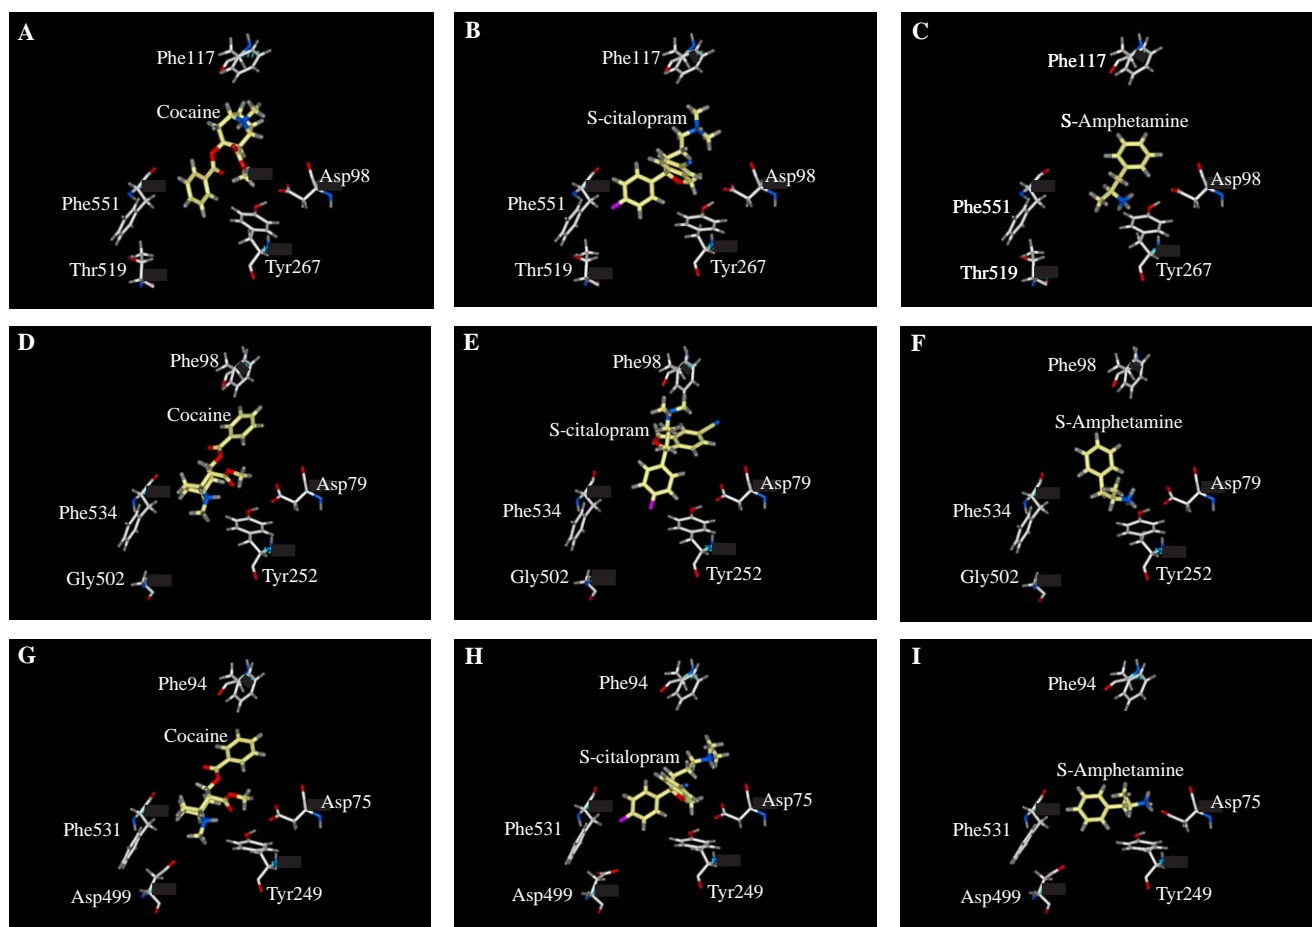 A
Phe117
Cocaine
Asp98
Phe551
Thr519
Tyr267
B
Phe117
S-citalopram
Asp98
Phe551
Thr519
Tyr267
C
Phe117
S-Amphetamine
Asp98
Phe551
Thr519
Tyr267
D
Phe98
Cocaine
Asp79
Phe534
Gly502
Tyr252
E
Phe98
S-citalopram
Asp79
Phe534
Gly502
Tyr252
F
Phe98
S-Amphetamine
Asp79
Phe534
Gly502
Tyr252
G
Phe94
Cocaine
Asp75
Phe531
Asp499
Tyr249
H
Phe94
S-citalopram
Asp75
Phe531
Asp499
Tyr249
I
Phe94
S-Amphetamine
Asp75
Phe531
Asp499
Tyr249